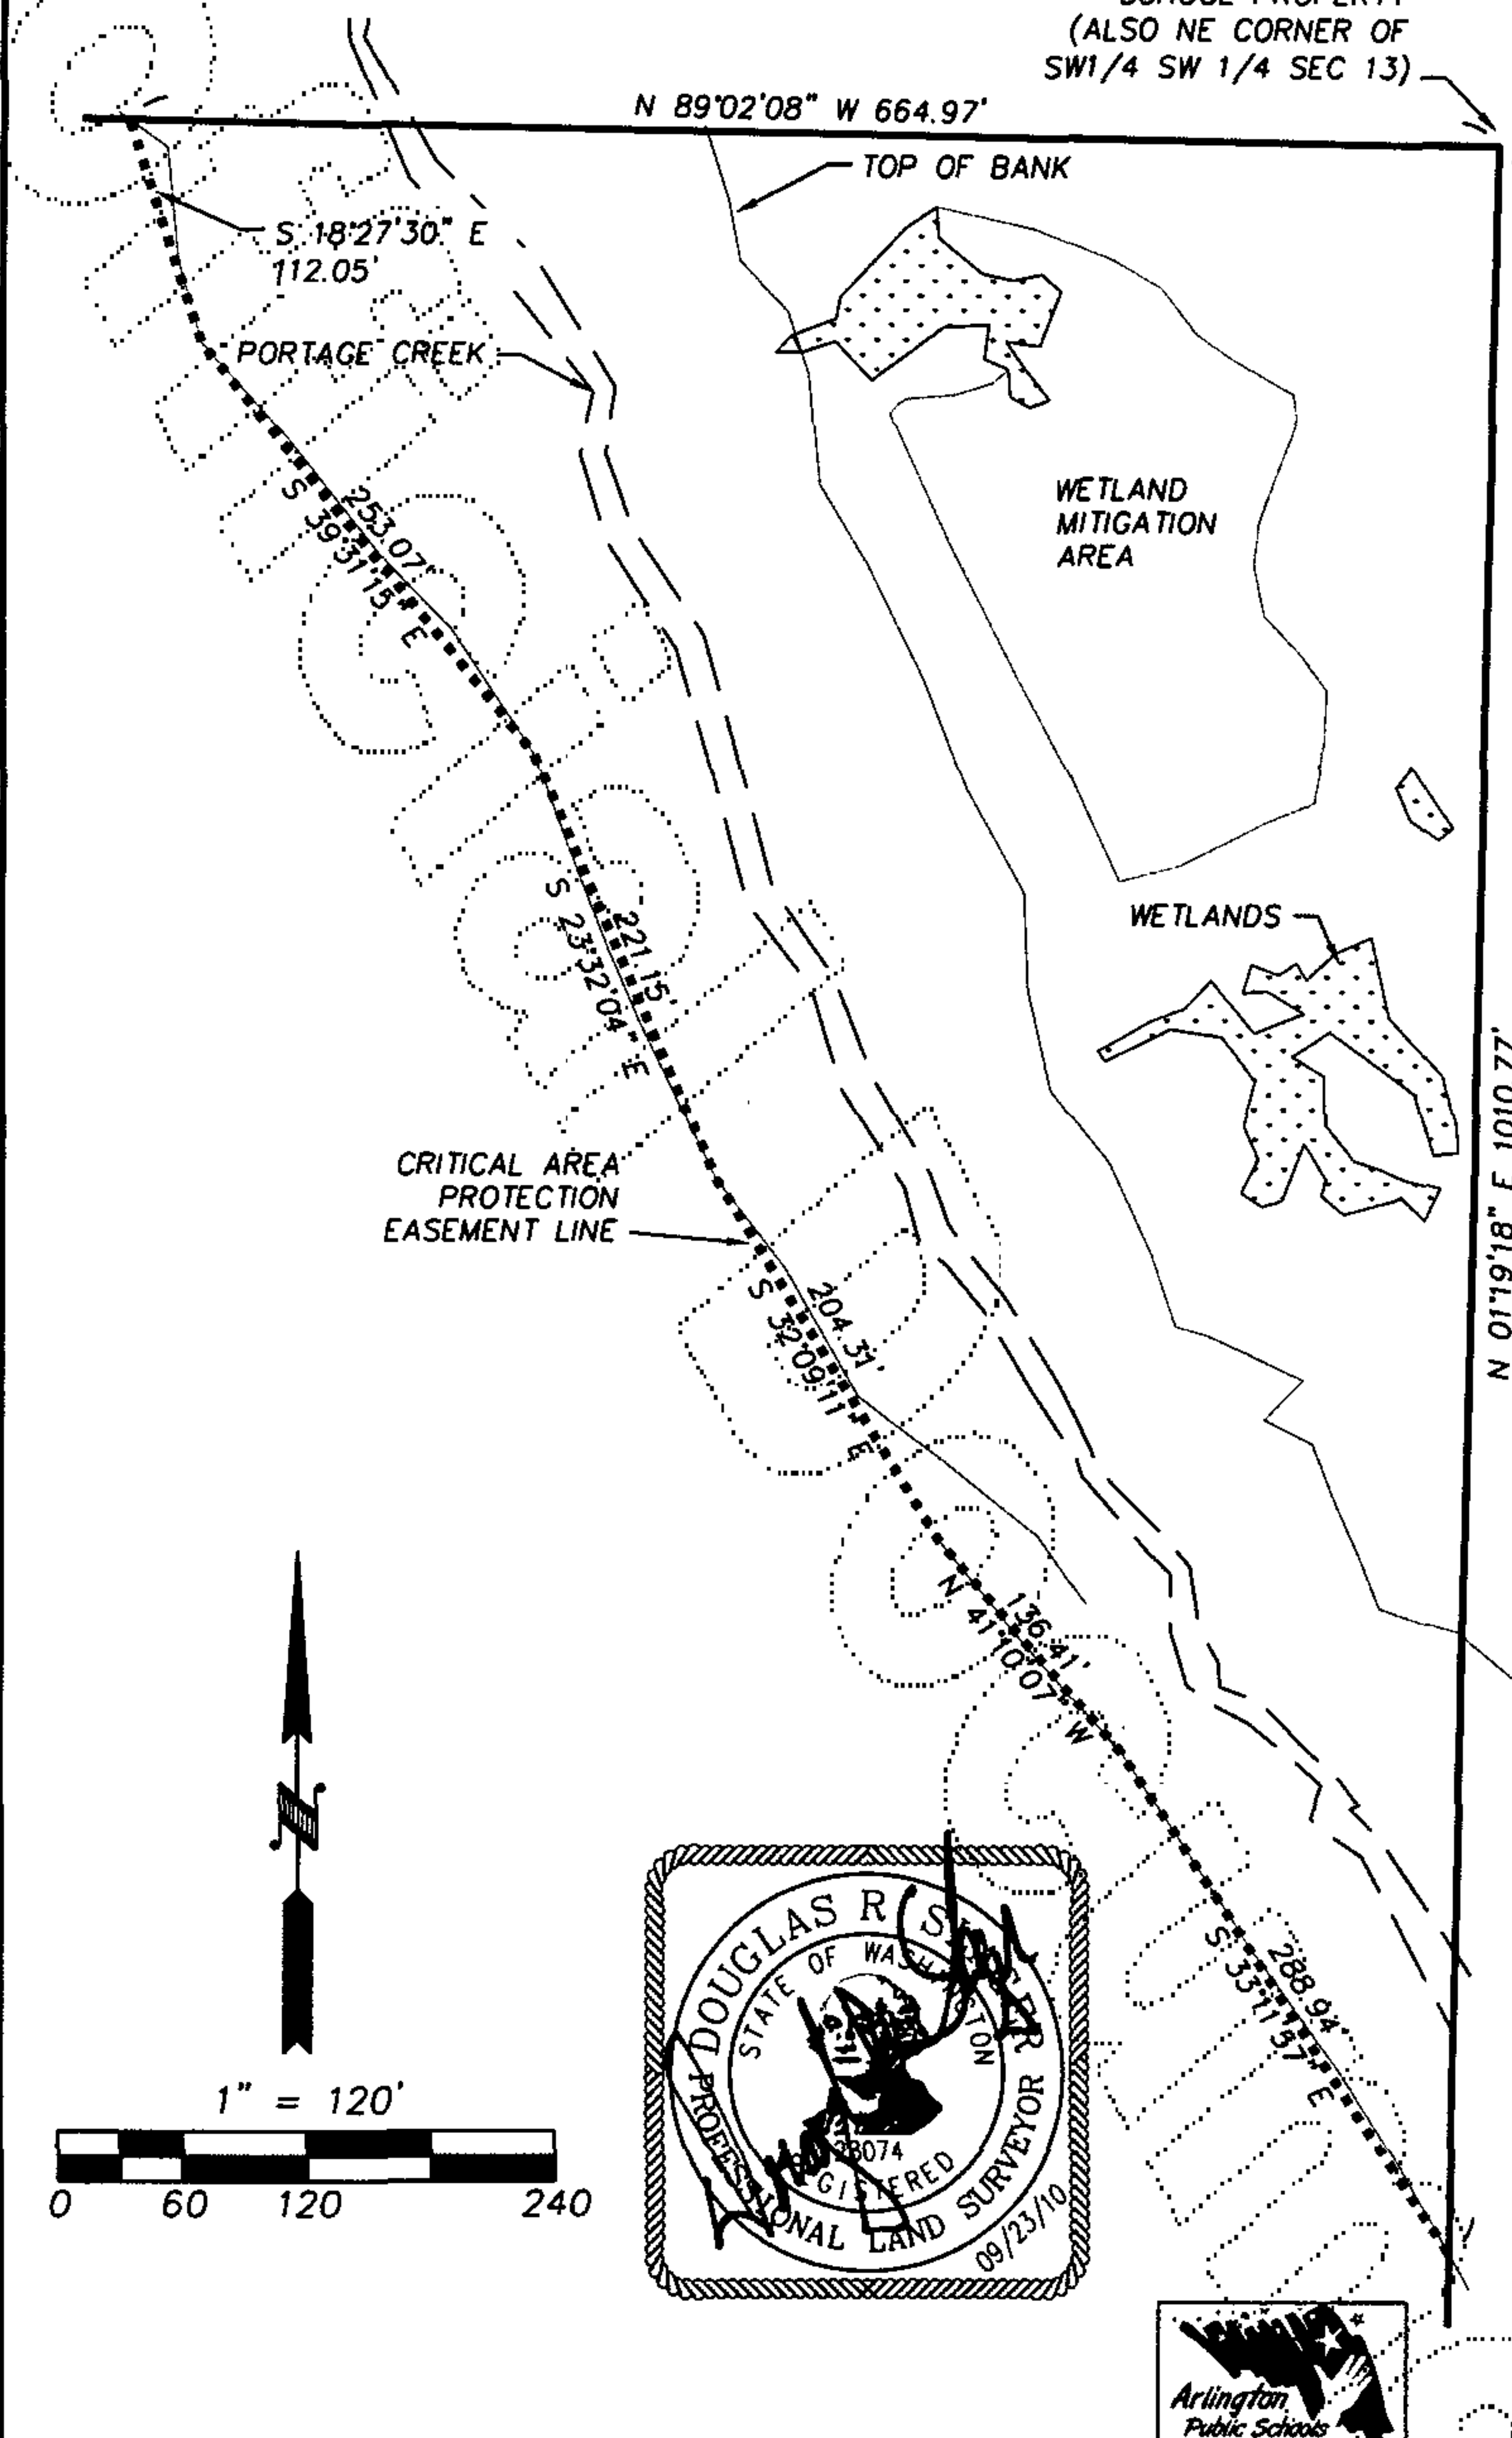 (ALSO NE CORNER OF
SW1/4 SW 1/4 SEC 13)
N 89°02'08" W 664.97'
TOP OF BANK
S 18°27'30" E
112.05'
PORTAGE CREEK
253.07'
S 39°31'15" E
WETLAND
MITIGATION
AREA
221.15'
S 23°32'04" E
WETLANDS
N 01°19'18" E 1010.77'
CRITICAL AREA
PROTECTION
EASEMENT LINE
204.31'
S 32°09'11" E
136.41'
N 41°10'07" W
288.94'
S 33°11'57" E
N
1" = 120'
0 60 120 240
DOUGLAS R
STATE OF WASHINGTON
28074
REGISTERED
PROFESSIONAL LAND SURVEYOR
09/23/10
Arlington
Public Schools